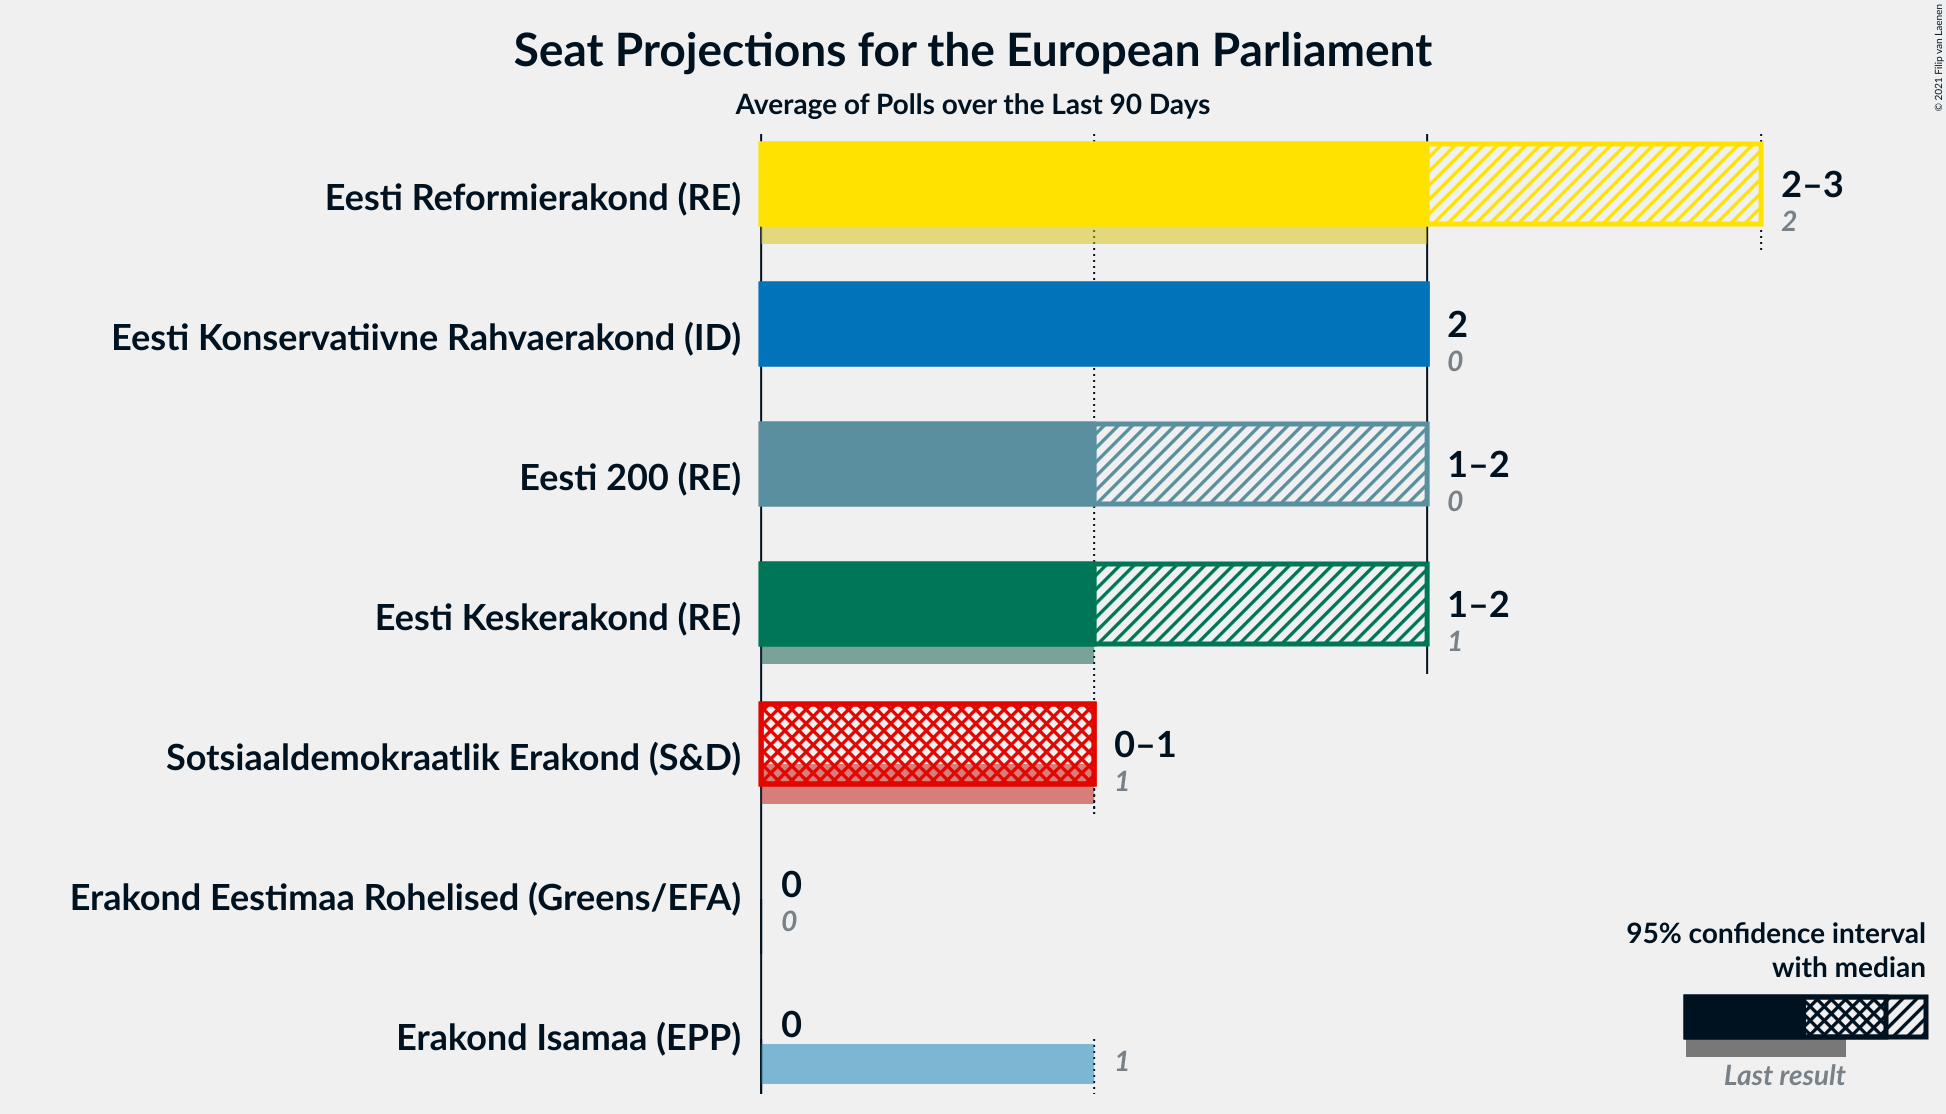 Seat Projections for the European Parliament
Average of Polls over the Last 90 Days
© 2021 Filip van Laenen
Eesti Reformierakond (RE)
2–3
2
Eesti Konservatiivne Rahvaerakond (ID)
2
0
Eesti 200 (RE)
1–2
0
Eesti Keskerakond (RE)
1–2
1
Sotsiaaldemokraatlik Erakond (S&D)
0–1
1
Erakond Eestimaa Rohelised (Greens/EFA)
0
0
Erakond Isamaa (EPP)
0
1
95% confidence interval
with median
Last result